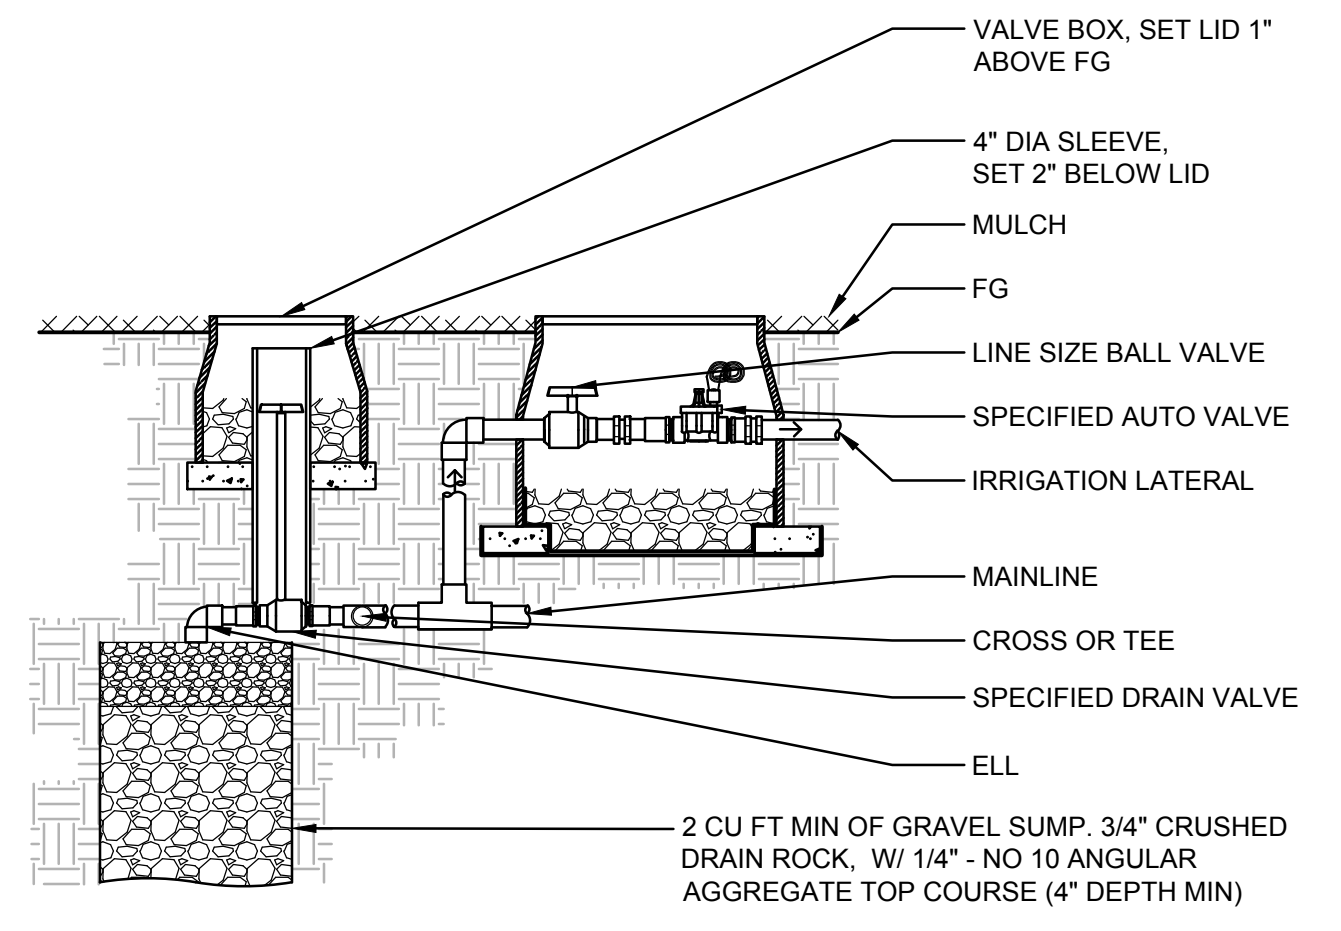 VALVE BOX, SET LID 1"
ABOVE FG
4" DIA SLEEVE,
SET 2" BELOW LID
MULCH
FG
LINE SIZE BALL VALVE
SPECIFIED AUTO VALVE
IRRIGATION LATERAL
MAINLINE
CROSS OR TEE
SPECIFIED DRAIN VALVE
ELL
2 CU FT MIN OF GRAVEL SUMP. 3/4" CRUSHED
DRAIN ROCK, W/ 1/4" - NO 10 ANGULAR
AGGREGATE TOP COURSE (4" DEPTH MIN)